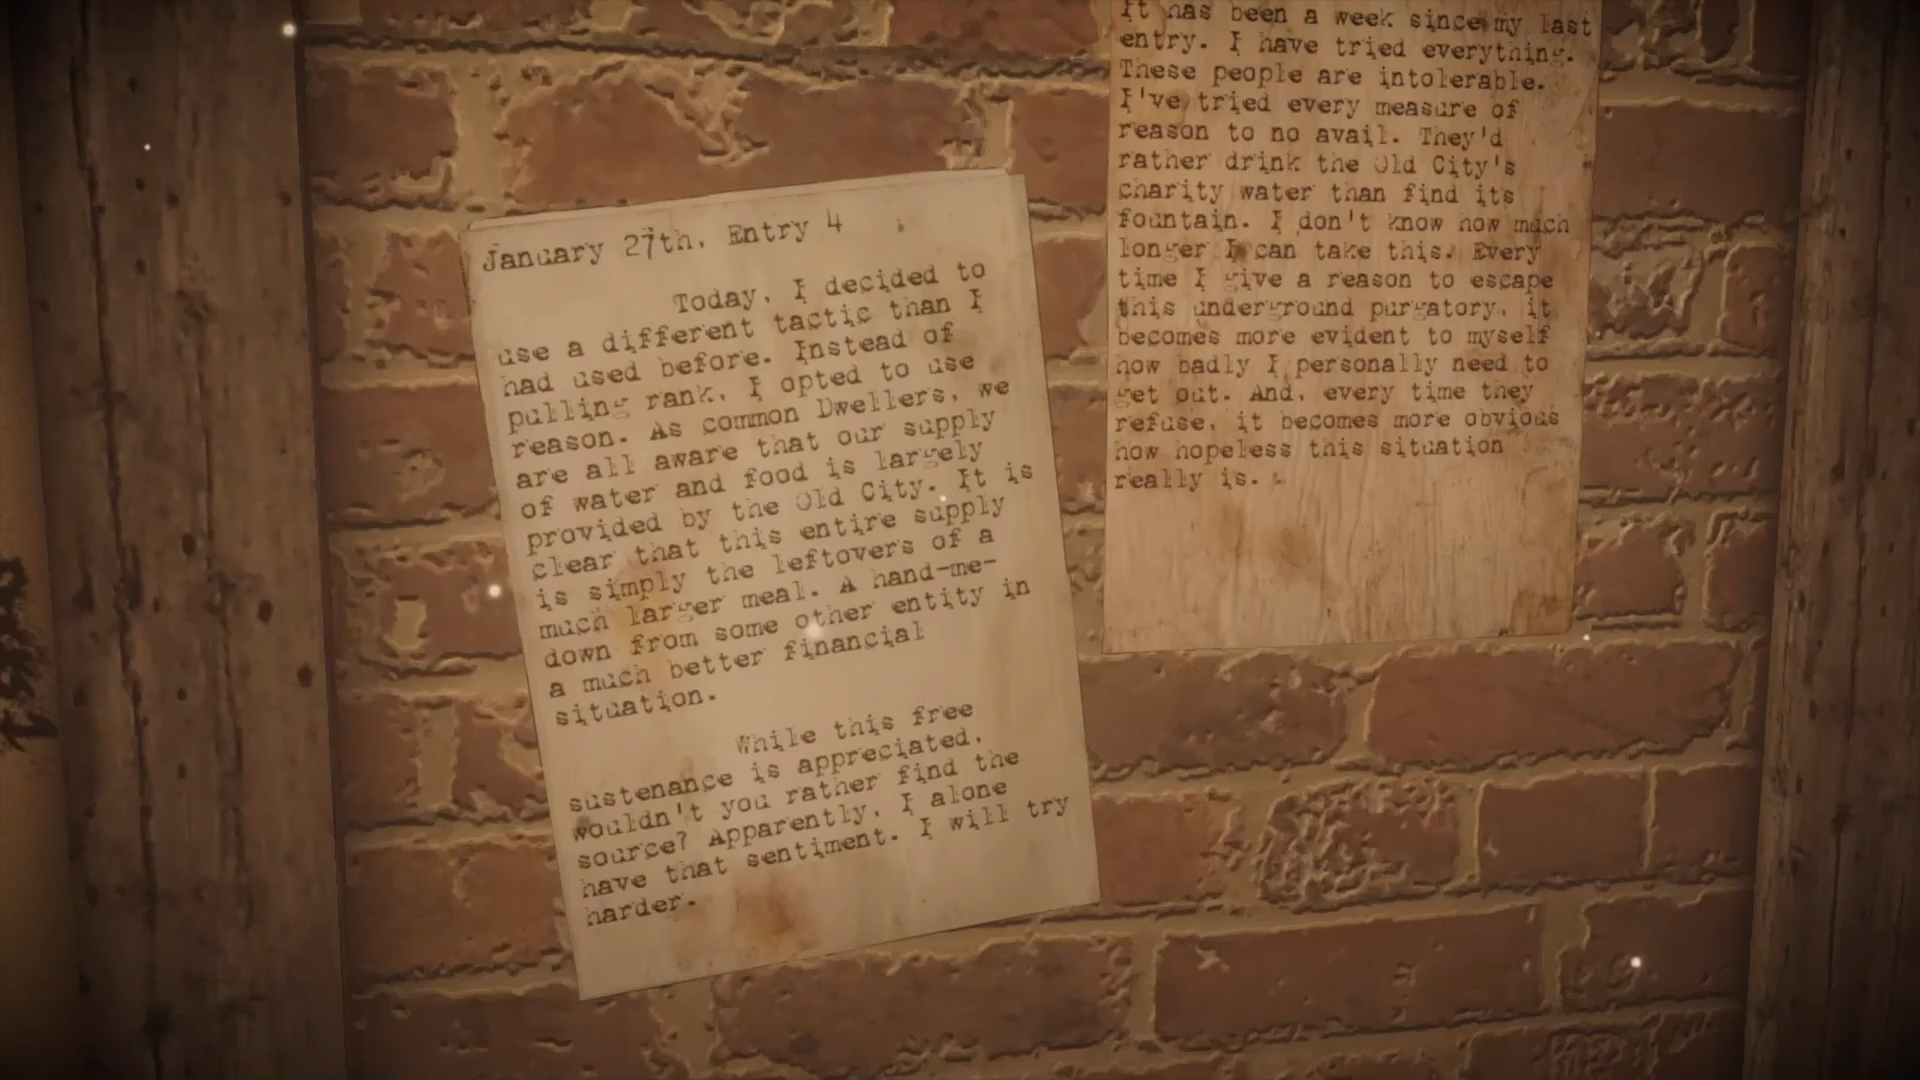 January 27th, Entry 4
Today, I decided to
use a different tactic than I
had used before. Instead of
pulling rank, I opted to use
reason. As common Dwellers, we
are all aware that our supply
of water and food is largely
provided by the Old City. It is
clear that this entire supply
is simply the leftovers of a
much larger meal. A hand-me-
down from some other entity in
a much better financial
situation.
While this free
sustenance is appreciated,
wouldn't you rather find the
source? Apparently, I alone
have that sentiment. I will try
harder.
It has been a week since my last
entry. I have tried everything.
These people are intolerable.
I've tried every measure of
reason to no avail. They'd
rather drink the Old City's
charity water than find its
fountain. I don't know how much
longer I can take this. Every
time I give a reason to escape
this underground purgatory, it
becomes more evident to myself
how badly I personally need to
get out. And, every time they
refuse, it becomes more obvious
how hopeless this situation
really is.